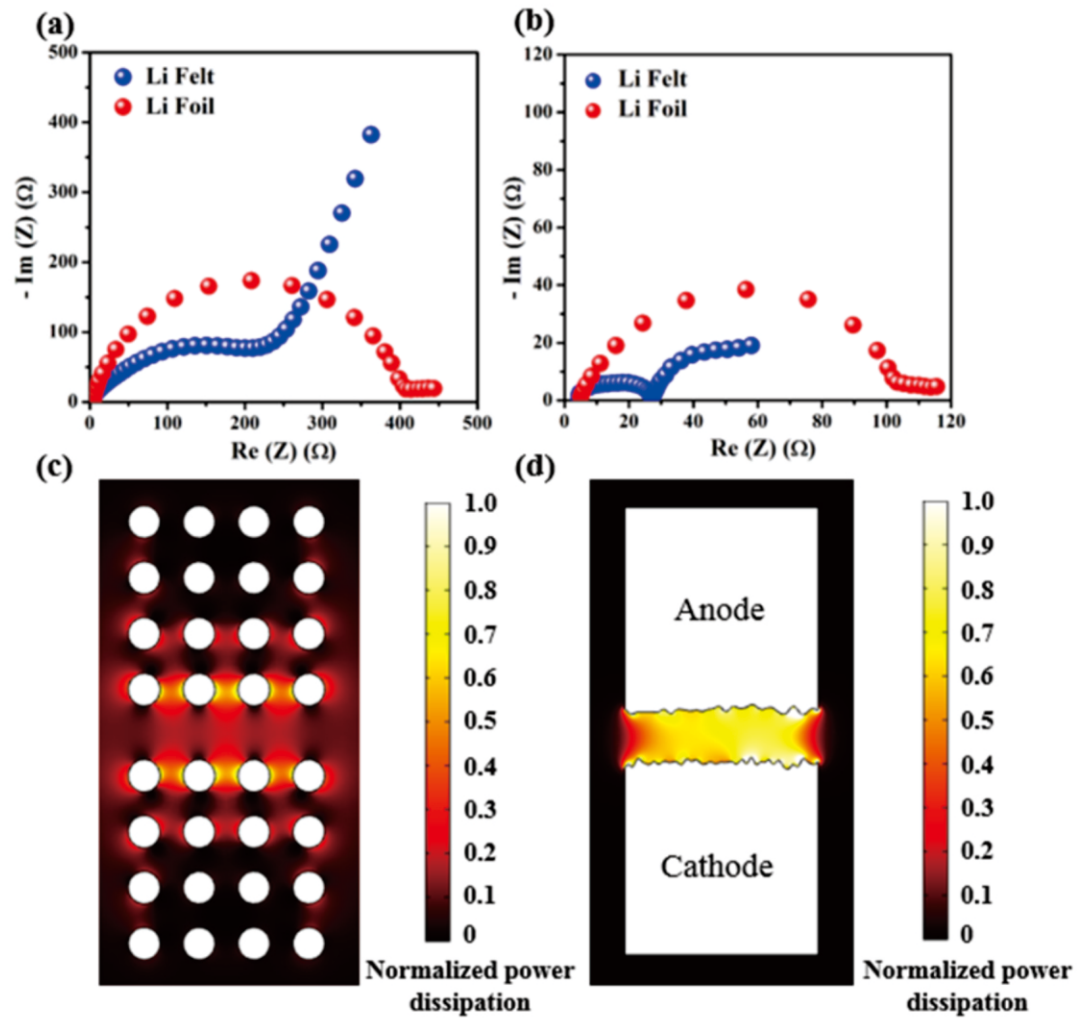 (a)
500
400
300
200
100
0
- Im (Z) (Ω)
Li Felt
Li Foil
0 100 200 300 400 500
Re (Z) (Ω)
(b)
120
100
80
60
40
20
0
- Im (Z) (Ω)
Li Felt
Li Foil
0 20 40 60 80 100 120
Re (Z) (Ω)
(c)
1.0
0.9
0.8
0.7
0.6
0.5
0.4
0.3
0.2
0.1
0
Normalized power
dissipation
(d)
Anode
Cathode
1.0
0.9
0.8
0.7
0.6
0.5
0.4
0.3
0.2
0.1
0
Normalized power
dissipation